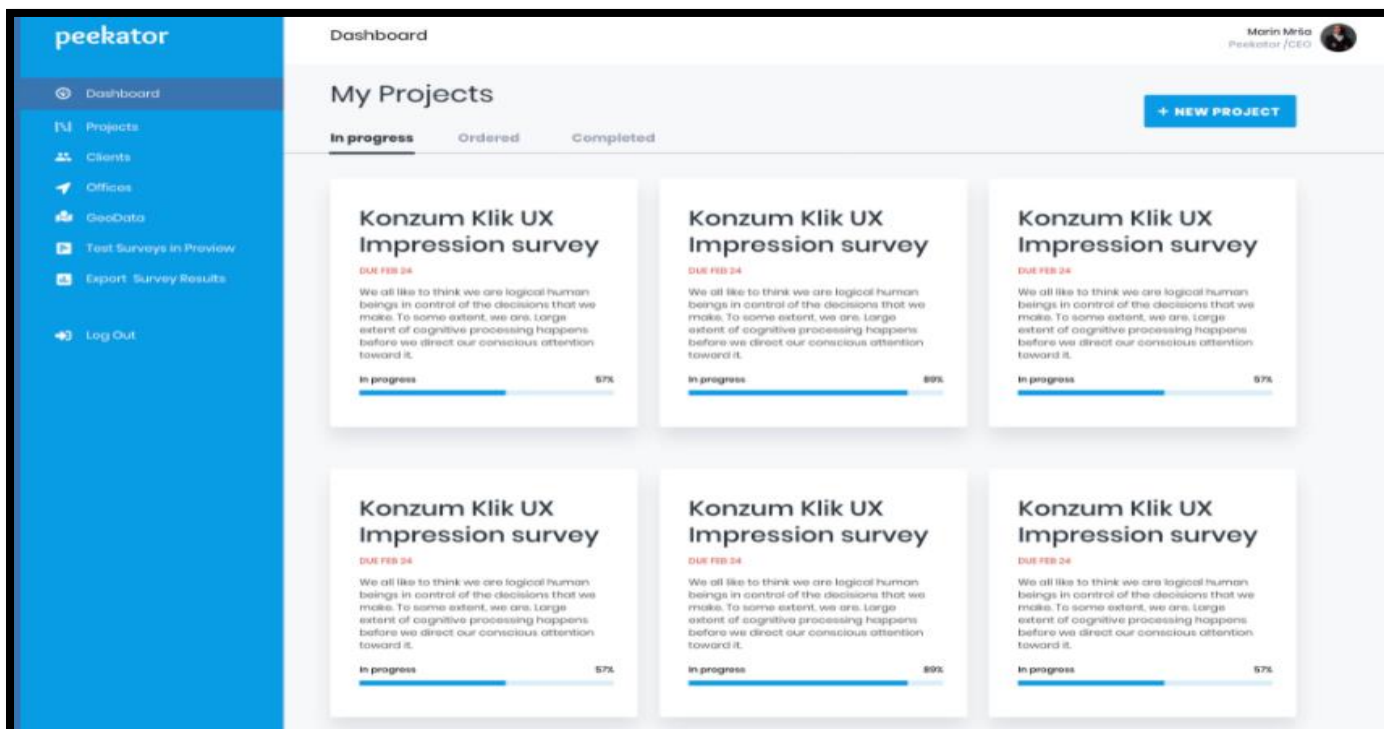 peekator
Dashboard
Marin Mrša
Peekator /CEO
Dashboard
Projects
Clients
Offices
GeoData
Test Surveys in Preview
Export Survey Results
Log Out
My Projects
+ NEW PROJECT
In progress Ordered Completed
Konzum Klik UX
Impression survey
DUE FEB 24
We all like to think we are logical human
beings in control of the decisions that we
make. To some extent, we are. Large
extent of cognitive processing happens
before we direct our conscious attention
toward it.
In progress 57%
Konzum Klik UX
Impression survey
DUE FEB 24
We all like to think we are logical human
beings in control of the decisions that we
make. To some extent, we are. Large
extent of cognitive processing happens
before we direct our conscious attention
toward it.
In progress 89%
Konzum Klik UX
Impression survey
DUE FEB 24
We all like to think we are logical human
beings in control of the decisions that we
make. To some extent, we are. Large
extent of cognitive processing happens
before we direct our conscious attention
toward it.
In progress 57%
Konzum Klik UX
Impression survey
DUE FEB 24
We all like to think we are logical human
beings in control of the decisions that we
make. To some extent, we are. Large
extent of cognitive processing happens
before we direct our conscious attention
toward it.
In progress 57%
Konzum Klik UX
Impression survey
DUE FEB 24
We all like to think we are logical human
beings in control of the decisions that we
make. To some extent, we are. Large
extent of cognitive processing happens
before we direct our conscious attention
toward it.
In progress 89%
Konzum Klik UX
Impression survey
DUE FEB 24
We all like to think we are logical human
beings in control of the decisions that we
make. To some extent, we are. Large
extent of cognitive processing happens
before we direct our conscious attention
toward it.
In progress 57%